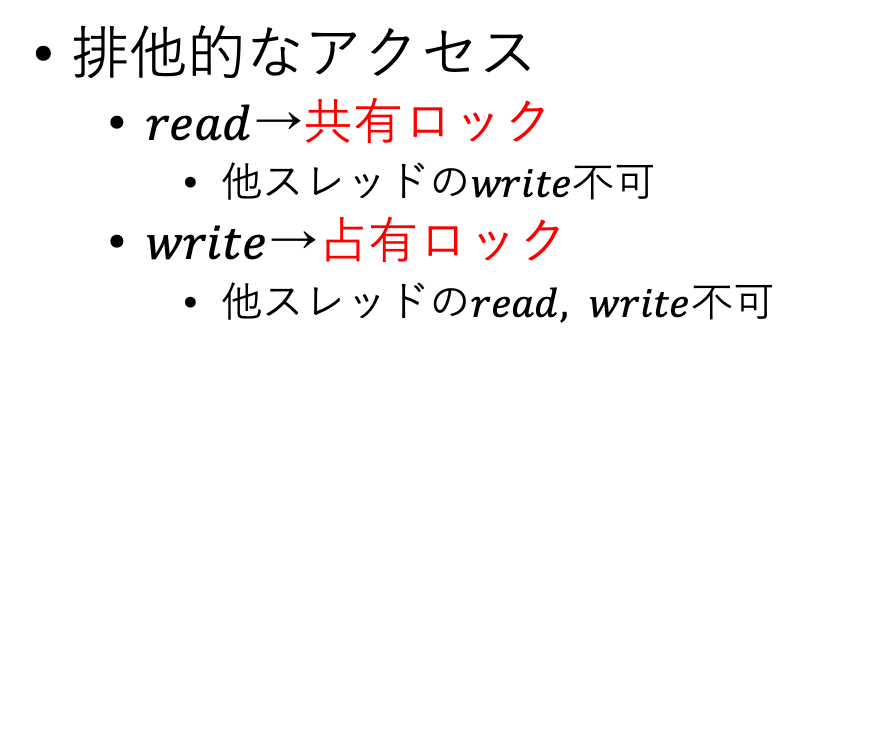 • 排他的なアクセス
• read→共有ロック
• 他スレッドのwrite不可
• write→占有ロック
• 他スレッドのread, write不可